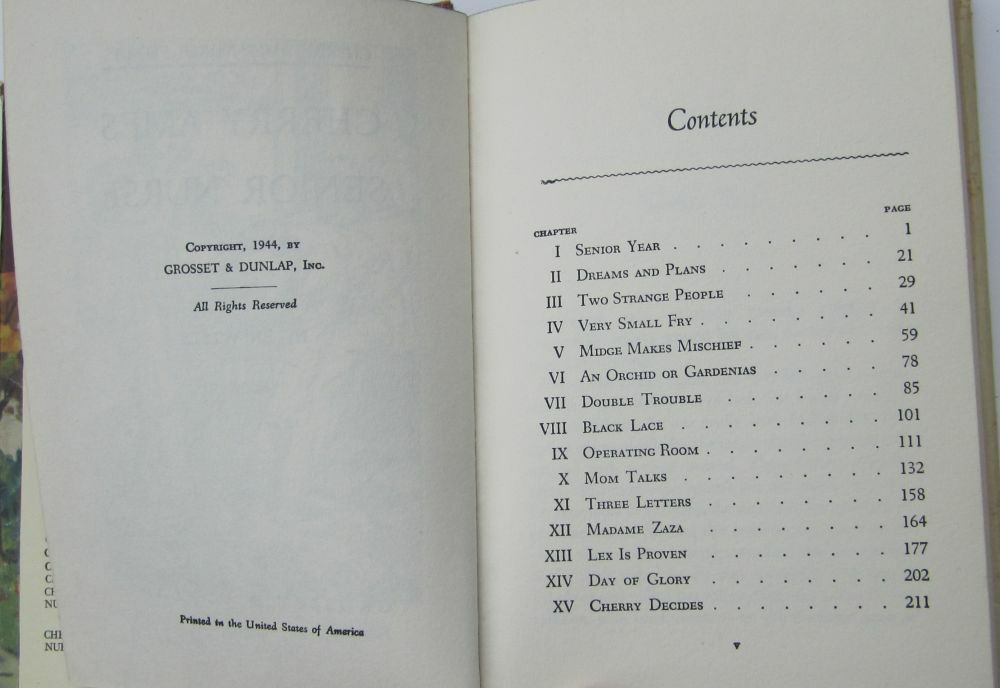 COPYRIGHT, 1944, BY
GROSSET & DUNLAP, INC.
All Rights Reserved
Printed in the United States of America
Contents
CHAPTER PAGE
I SENIOR YEAR . . . . . . . . . 1
II DREAMS AND PLANS . . . . . . . 21
III TWO STRANGE PEOPLE . . . . . . 29
IV VERY SMALL FRY . . . . . . . . 41
V MIDGE MAKES MISCHIEF . . . . . . 59
VI AN ORCHID OR GARDENIAS . . . . . 78
VII DOUBLE TROUBLE . . . . . . . 85
VIII BLACK LACE . . . . . . . . . 101
IX OPERATING ROOM . . . . . . . . 111
X MOM TALKS . . . . . . . . . 132
XI THREE LETTERS . . . . . . . . 158
XII MADAME ZAZA . . . . . . . . 164
XIII LEX IS PROVEN . . . . . . . . 177
XIV DAY OF GLORY . . . . . . . . 202
XV CHERRY DECIDES . . . . . . . . 211